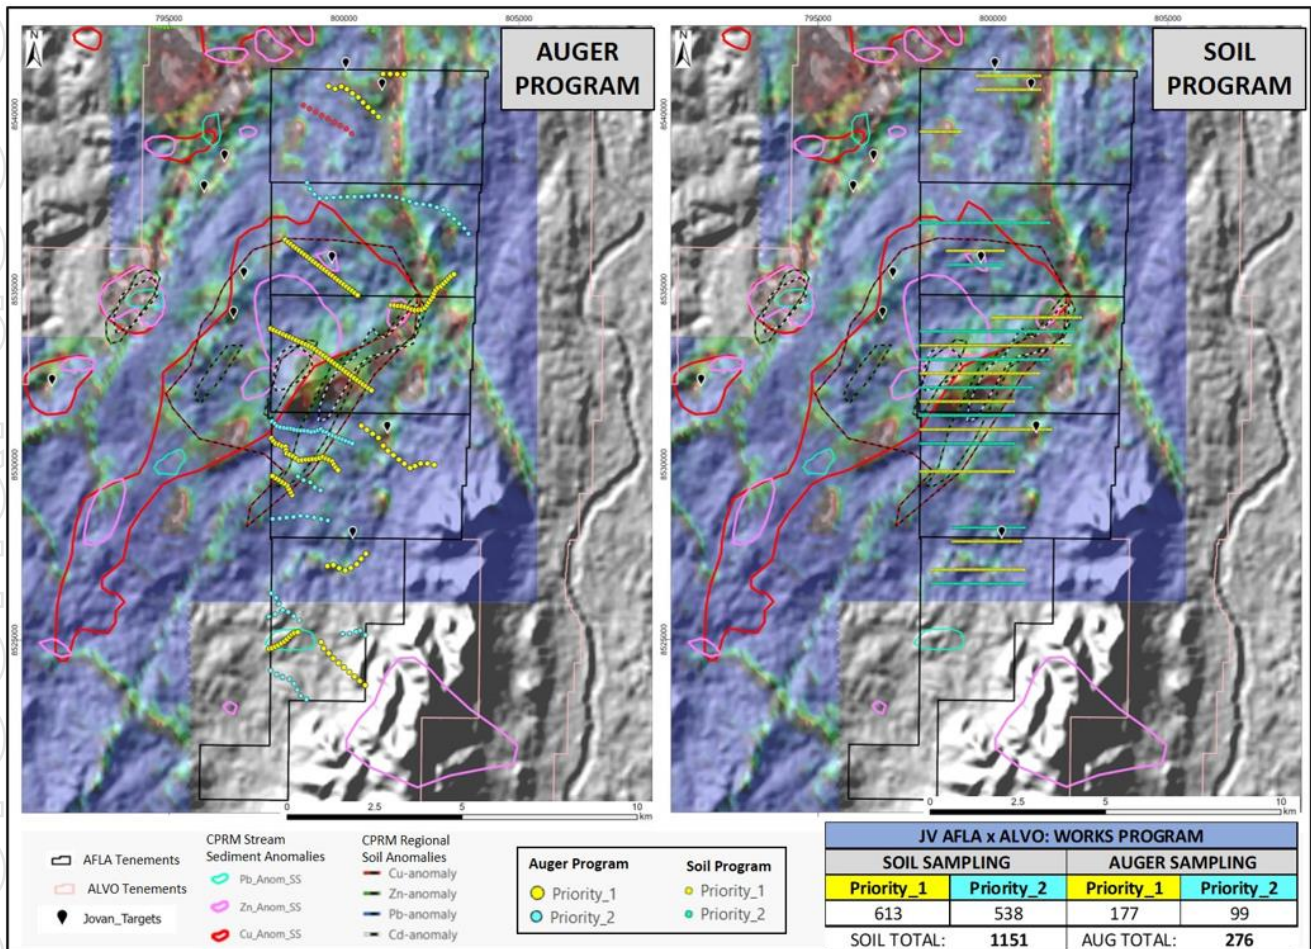 795000
800000
805000
795000
800000
805000
N
AUGER
PROGRAM
N
SOIL
PROGRAM
8540000
8535000
8530000
8525000
8540000
8535000
8530000
8525000
0
2.5
5
10
km
0
2.5
5
10
km
AFLA Tenements
ALVO Tenements
Jovan_Targets
CPRM Stream
Sediment Anomalies
Pb_Anom_SS
Zn_Anom_SS
Cu_Anom_SS
CPRM Regional
Soil Anomalies
Cu-anomaly
Zn-anomaly
Pb-anomaly
Cd-anomaly
Auger Program
Priority_1
Priority_2
Soil Program
Priority_1
Priority_2
JV AFLA x ALVO: WORKS PROGRAM
SOIL SAMPLING AUGER SAMPLING
Priority_1 Priority_2 Priority_1 Priority_2
613 538 177 99
SOIL TOTAL: 1151 AUG TOTAL: 276